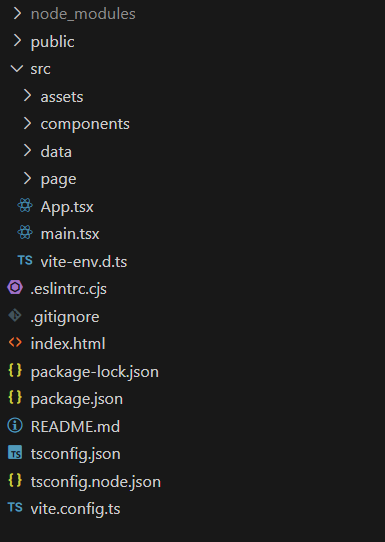 node_modules
public
src
assets
components
data
page
App.tsx
main.tsx
TS vite-env.d.ts
.eslintrc.cjs
.gitignore
<> index.html
{} package-lock.json
{} package.json
README.md
TS tsconfig.json
{} tsconfig.node.json
TS vite.config.ts